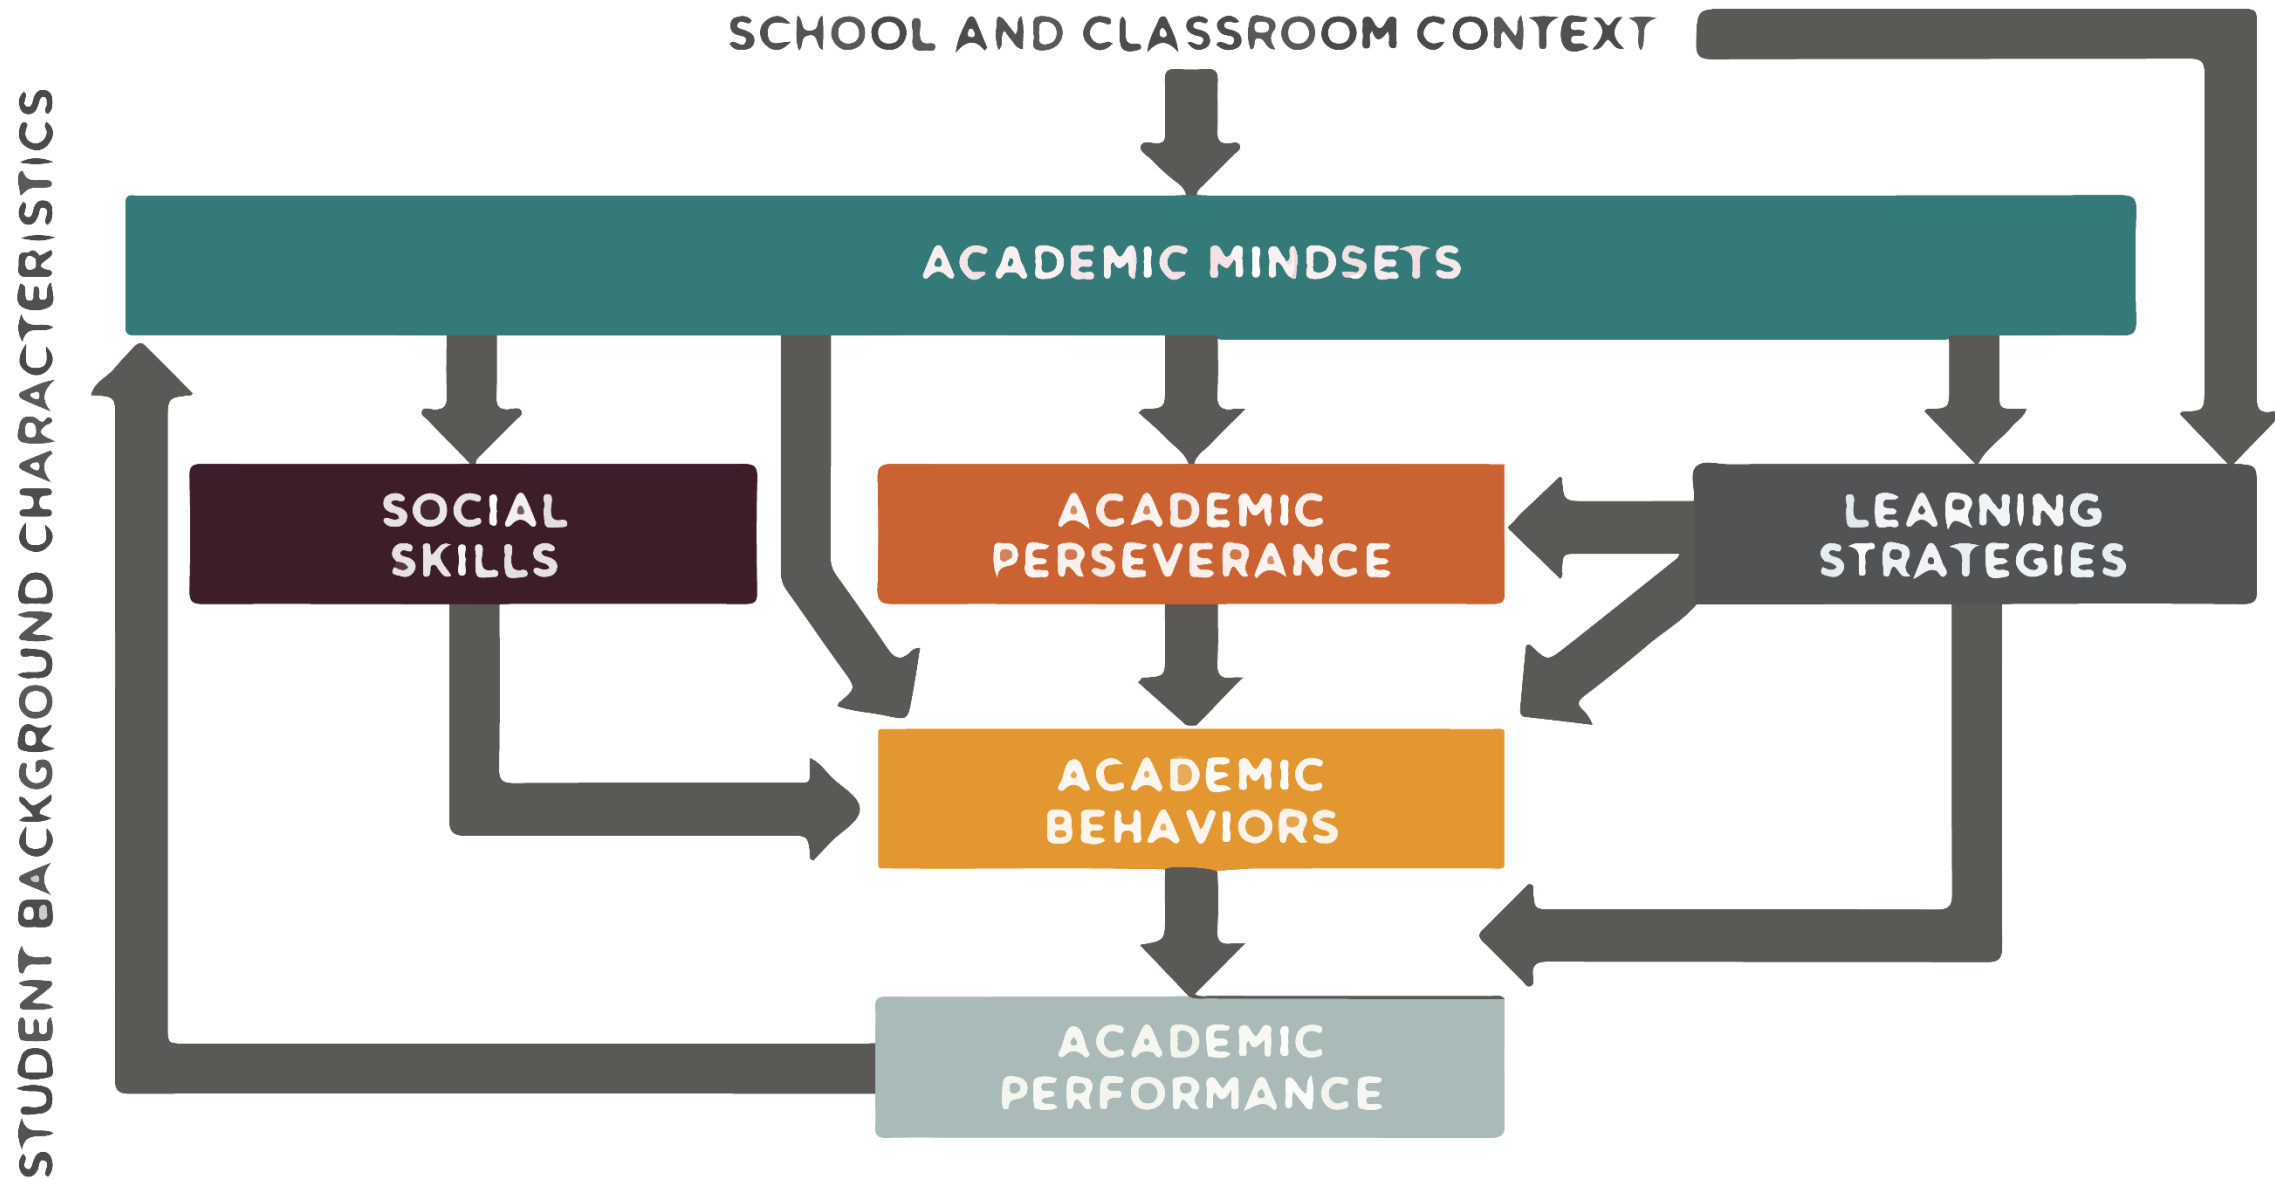 SCHOOL AND CLASSROOM CONTEXT
STUDENT BACKGROUND CHARACTERISTICS
ACADEMIC MINDSETS
SOCIAL
SKILLS
ACADEMIC
PERSEVERANCE
LEARNING
STRATEGIES
ACADEMIC
BEHAVIORS
ACADEMIC
PERFORMANCE